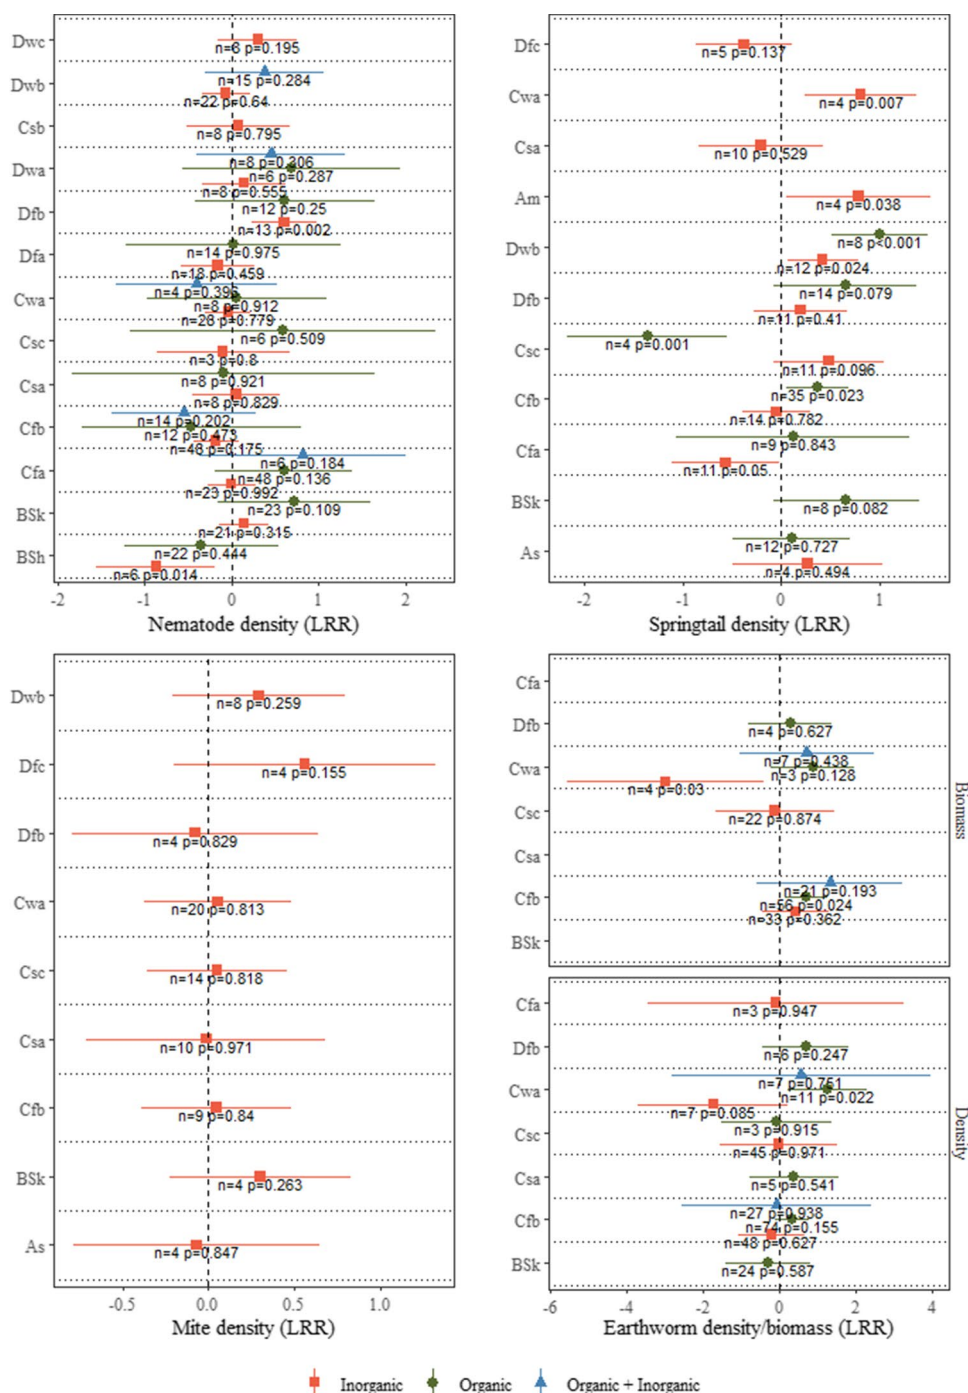 Dwc
n=6 p=0.195
Dwb
n=15 p=0.284
n=22 p=0.64
Csb
n=8 p=0.795
Dwa
n=8 p=0.306
n=6 p=0.287
n=8 p=0.555
Dfb
n=12 p=0.25
n=13 p=0.002
Dfa
n=14 p=0.975
n=18 p=0.459
Cwa
n=4 p=0.396
n=8 p=0.912
n=23 p=0.779
Csc
n=6 p=0.509
n=3 p=0.8
Csa
n=8 p=0.921
n=8 p=0.829
Cfb
n=14 p=0.202
n=12 p=0.473
n=48 p=0.175
Cfa
n=6 p=0.184
n=48 p=0.136
n=23 p=0.992
BSk
n=23 p=0.109
n=21 p=0.315
BSh
n=22 p=0.444
n=6 p=0.014
-2 -1 0 1 2
Nematode density (LRR)
Dfc
n=5 p=0.137
Cwa
n=4 p=0.007
Csa
n=10 p=0.529
Am
n=4 p=0.038
Dwb
n=8 p<0.001
n=12 p=0.024
Dfb
n=14 p=0.079
n=11 p=0.41
Csc
n=4 p=0.001
n=11 p=0.096
Cfb
n=35 p=0.023
n=14 p=0.782
Cfa
n=9 p=0.843
n=11 p=0.05
BSk
n=8 p=0.082
As
n=12 p=0.727
n=4 p=0.494
-2 -1 0 1
Springtail density (LRR)
Dwb
n=8 p=0.259
Dfc
n=4 p=0.155
Dfb
n=4 p=0.829
Cwa
n=20 p=0.813
Csc
n=14 p=0.818
Csa
n=10 p=0.971
Cfb
n=9 p=0.84
BSk
n=4 p=0.263
As
n=4 p=0.847
-0.5 0.0 0.5 1.0
Mite density (LRR)
Cfa
Dfb
n=4 p=0.627
Cwa
n=7 p=0.438
n=3 p=0.128
n=4 p=0.03
Csc
n=22 p=0.874
Csa
Cfb
n=21 p=0.193
n=56 p=0.024
n=33 p=0.362
BSk
Biomass
Cfa
n=3 p=0.947
Dfb
n=6 p=0.247
Cwa
n=7 p=0.751
n=11 p=0.022
n=7 p=0.085
Csc
n=3 p=0.915
n=45 p=0.971
Csa
n=5 p=0.541
Cfb
n=27 p=0.938
n=74 p=0.155
n=48 p=0.627
BSk
n=24 p=0.587
Density
-6 -4 -2 0 2 4
Earthworm density/biomass (LRR)
Inorganic Organic Organic + Inorganic